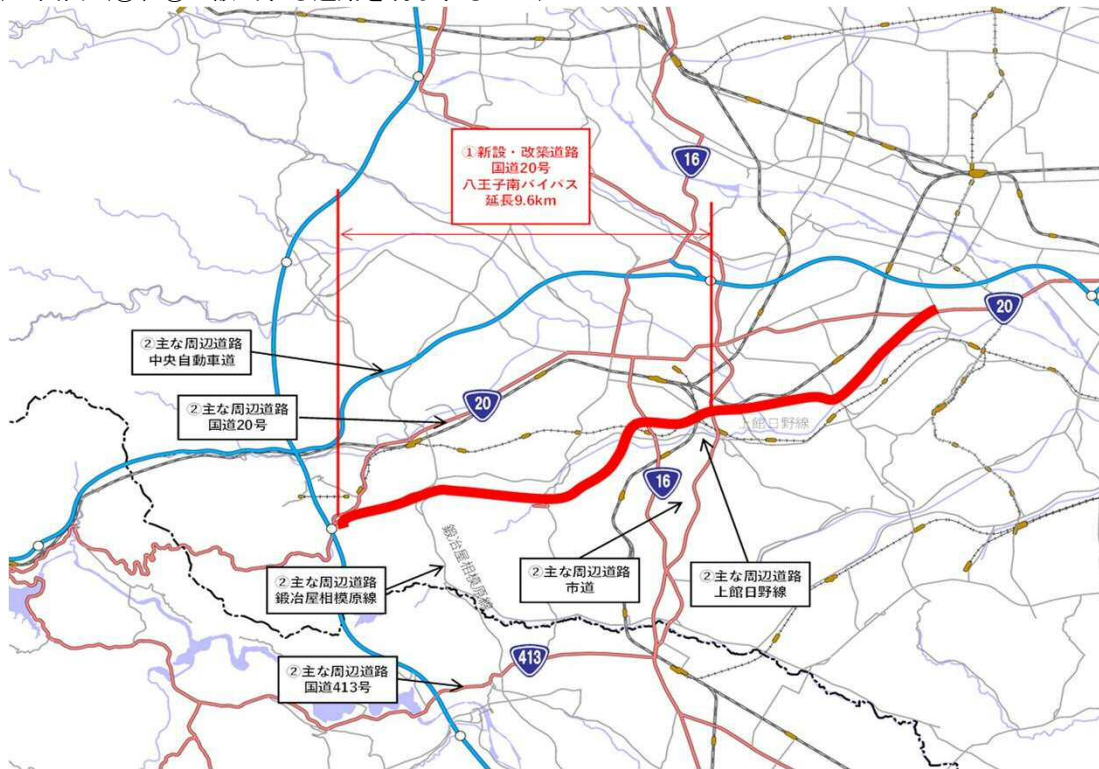 ①新設・改築道路
国道20号
八王子南バイパス
延長9.6km
16
20
②主な周辺道路
中央自動車道
②主な周辺道路
国道20号
20
上館日野線
16
鍛冶屋相模原線
②主な周辺道路
鍛冶屋相模原線
②主な周辺道路
市道
②主な周辺道路
上館日野線
413
②主な周辺道路
国道413号